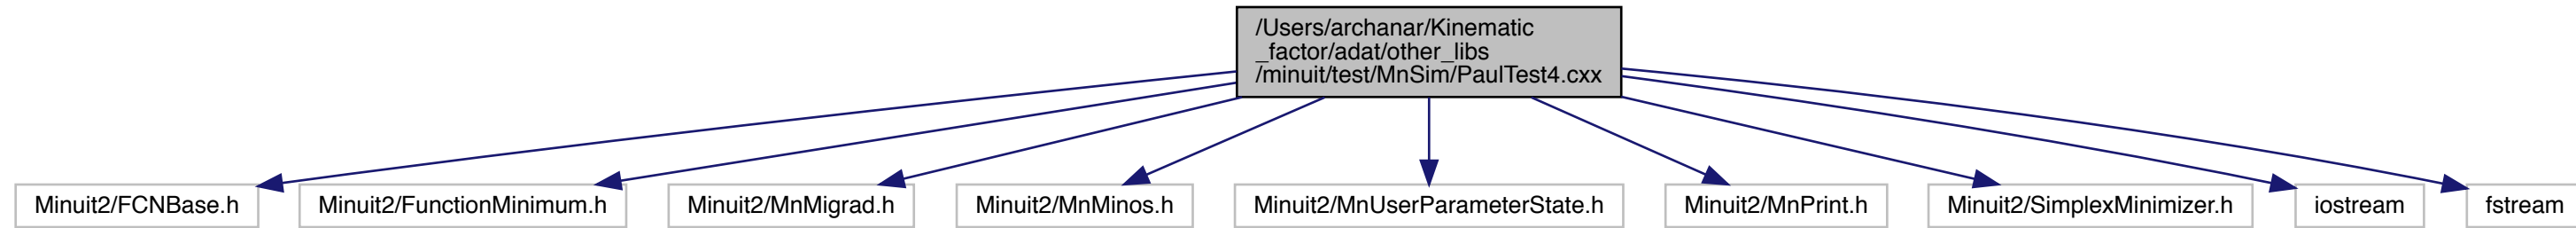 /Users/archanar/Kinematic
_factor/adat/other_libs
/minuit/test/MnSim/PaulTest4.cxx
Minuit2/FCNBase.h
Minuit2/FunctionMinimum.h
Minuit2/MnMigrad.h
Minuit2/MnMinos.h
Minuit2/MnUserParameterState.h
Minuit2/MnPrint.h
Minuit2/SimplexMinimizer.h
iostream
fstream